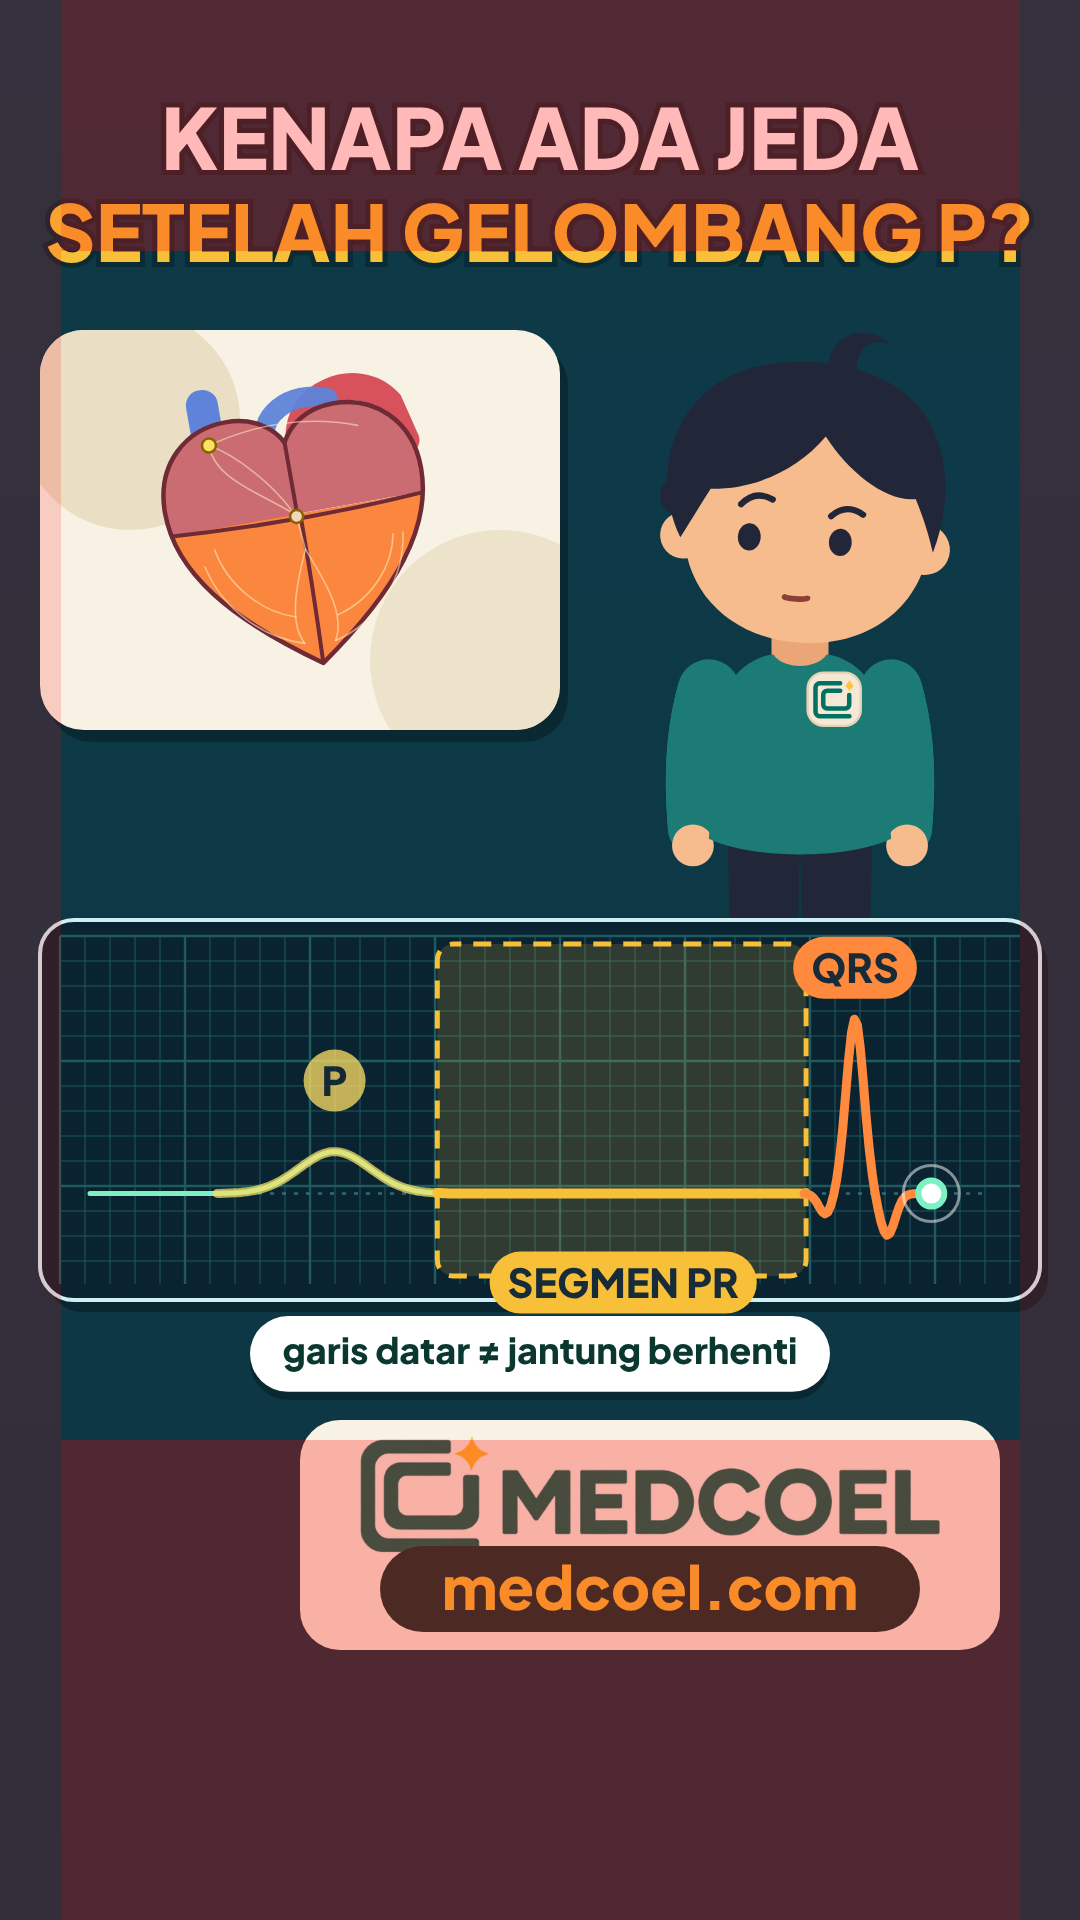 KENAPA ADA JEDA
SETELAH GELOMBANG P?
QRS
P
SEGMEN PR
garis datar ≠ jantung berhenti
MEDCOEL
medcoel.com